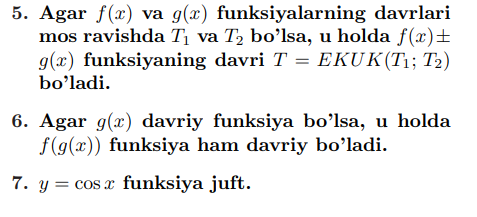 5. Agar f(x) va g(x) funksiyalarning davrlari
mos ravishda T₁ va T₂ bo'lsa, u holda f(x)±
g(x) funksiyaning davri T = EKUK(T₁; T₂)
bo'ladi.
6. Agar g(x) davriy funksiya bo'lsa, u holda
f(g(x)) funksiya ham davriy bo'ladi.
7. y = cos x funksiya juft.